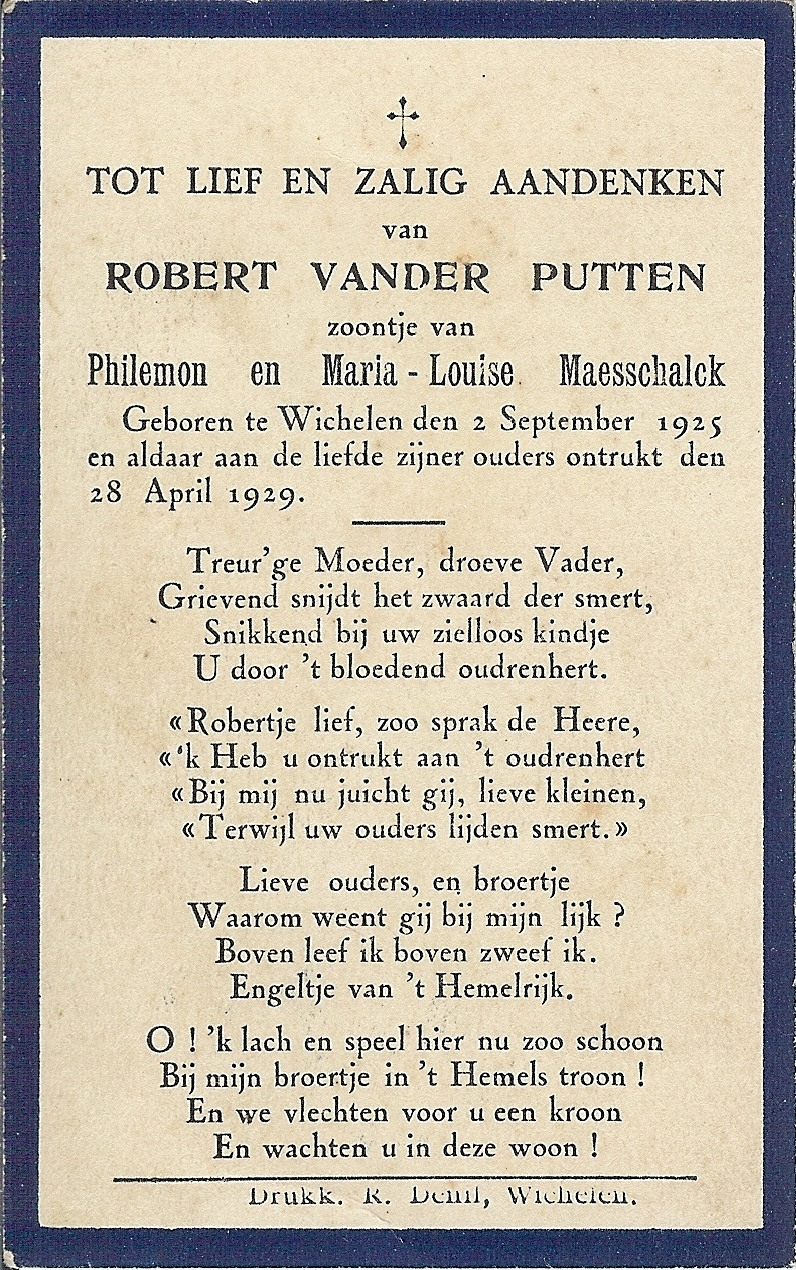 TOT LIEF EN ZALIG AANDENKEN
van
ROBERT VANDER PUTTEN
zoontje van
Philemon en Maria - Louise Maesschalck
Geboren te Wichelen den 2 September 1925
en aldaar aan de liefde zijner ouders ontrukt den
28 April 1929.
Treur'ge Moeder, droeve Vader,
Grievend snijdt het zwaard der smert,
Snikkend bij uw zielloos kindje
U door 't bloedend oudrenhert.
«Robertje lief, zoo sprak de Heere,
«'k Heb u ontrukt aan 't oudrenhert
«Bij mij nu juicht gij, lieve kleinen,
«Terwijl uw ouders lijden smert.»
Lieve ouders, en broertje
Waarom weent gij bij mijn lijk ?
Boven leef ik boven zweef ik.
Engeltje van 't Hemelrijk.
O ! 'k lach en speel hier nu zoo schoon
Bij mijn broertje in 't Hemels troon !
En we vlechten voor u een kroon
En wachten u in deze woon !
Drukk. R. Wichelen.